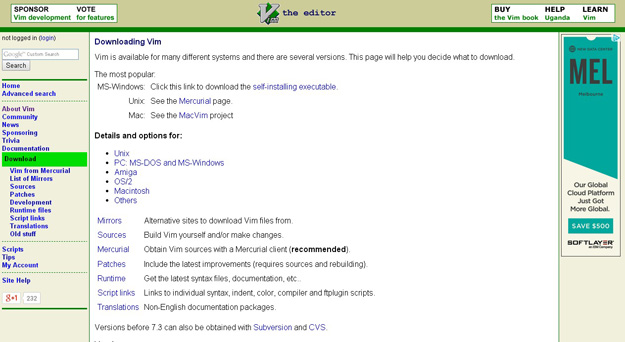 SPONSOR VOTE
Vim development for features
the editor
BUY HELP LEARN
the Vim book Uganda Vim
not logged in (login)
Google™ Custom Search
Search
Home
Advanced search
About Vim
Community
News
Sponsoring
Trivia
Documentation
Download
Vim from Mercurial
List of Mirrors
Sources
Patches
Development
Runtime files
Script links
Translations
Old stuff
Scripts
Tips
My Account
Site Help
g+1 232
Downloading Vim
Vim is available for many different systems and there are several versions. This page will help you decide what to download.
The most popular:
MS-Windows: Click this link to download the self-installing executable.
Unix: See the Mercurial page.
Mac: See the MacVim project
Details and options for:
Unix
PC: MS-DOS and MS-Windows
Amiga
OS/2
Macintosh
Others
Mirrors Alternative sites to download Vim files from.
Sources Build Vim yourself and/or make changes.
Mercurial Obtain Vim sources with a Mercurial client (recommended).
Patches Include the latest improvements (requires sources and rebuilding).
Runtime Get the latest syntax files, documentation, etc..
Script links Links to individual syntax, indent, color, compiler and ftplugin scripts.
Translations Non-English documentation packages.
Versions before 7.3 can also be obtained with Subversion and CVS.
NEW DATA CENTER
MEL
Melbourne
Our Global
Cloud Platform
Just Got
More Global.
SAVE $500
SOFTLAYER
an IBM Company